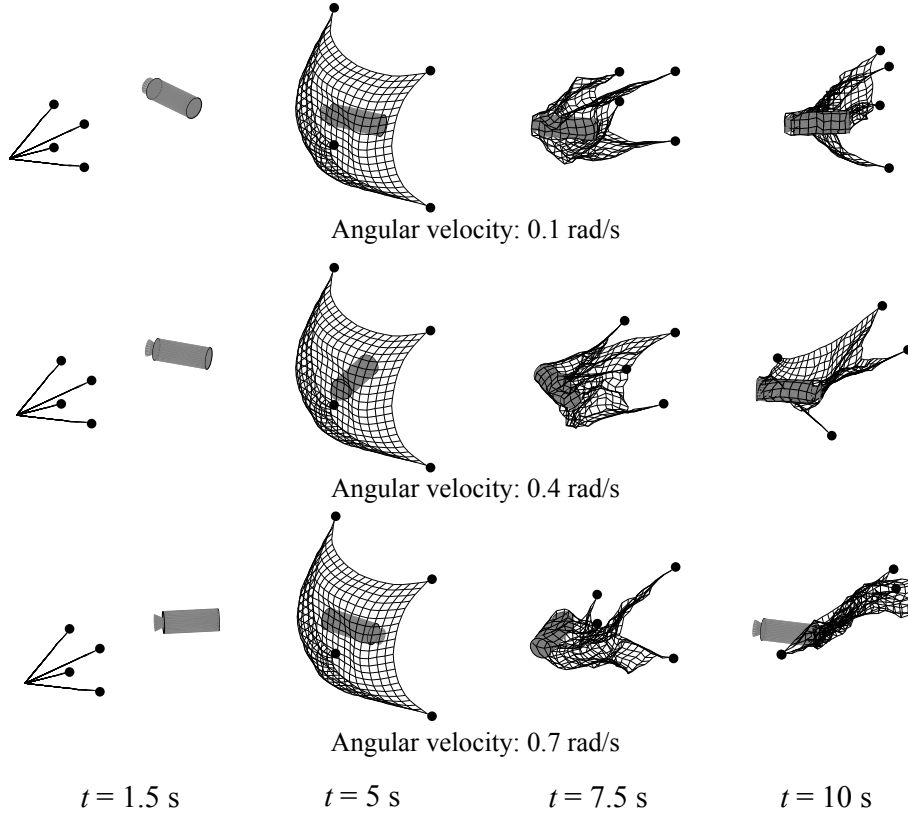 Angular velocity: 0.1 rad/s
Angular velocity: 0.4 rad/s
Angular velocity: 0.7 rad/s
t = 1.5 s t = 5 s t = 7.5 s t = 10 s